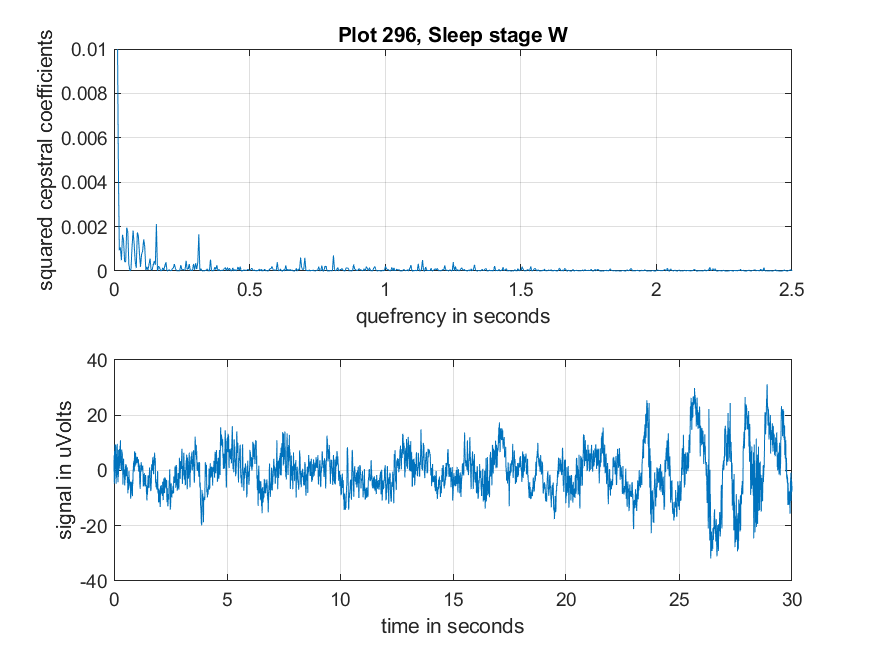 Plot 296, Sleep stage W
squared cepstral coefficients
0.01
0.008
0.006
0.004
0.002
0
0 0.5 1 1.5 2 2.5
quefrency in seconds
signal in uVolts
40
20
0
-20
-40
0 5 10 15 20 25 30
time in seconds